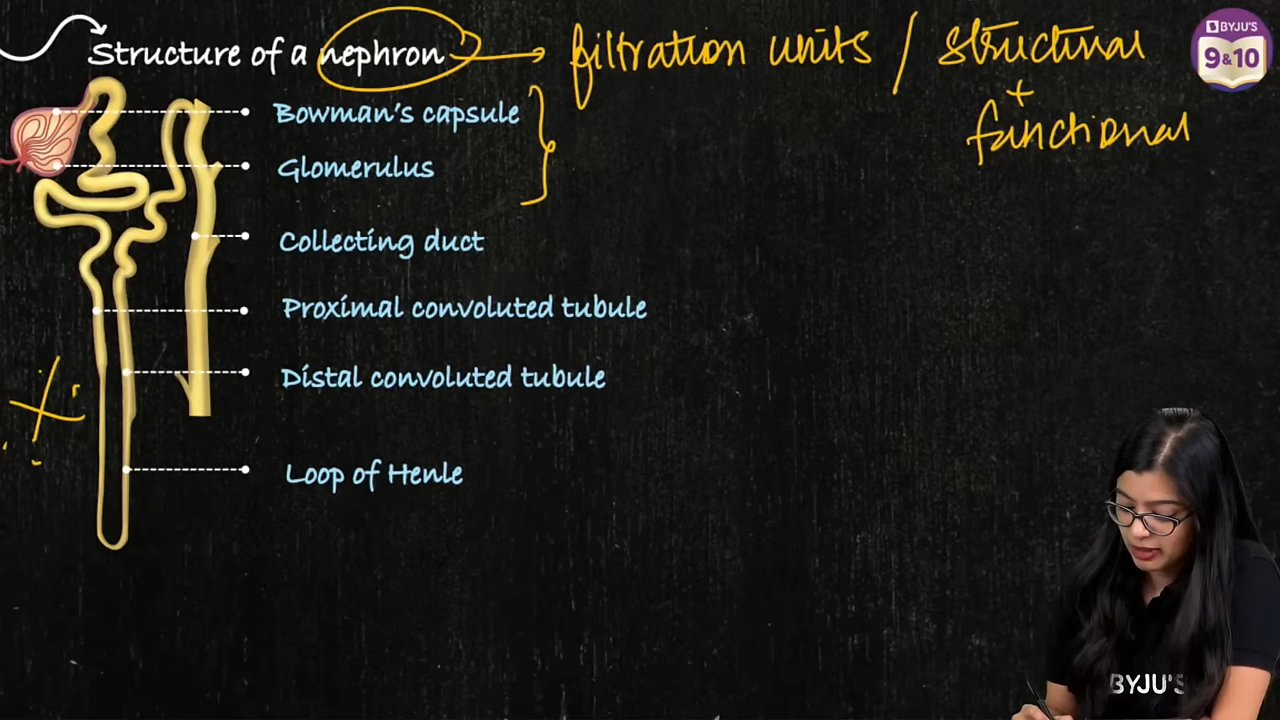 Structure of a nephron → filtration units / structural
+
functional
BYJU'S
9&10
Bowman's capsule
Glomerulus
Collecting duct
Proximal convoluted tubule
Distal convoluted tubule
Loop of Henle
BYJU'S